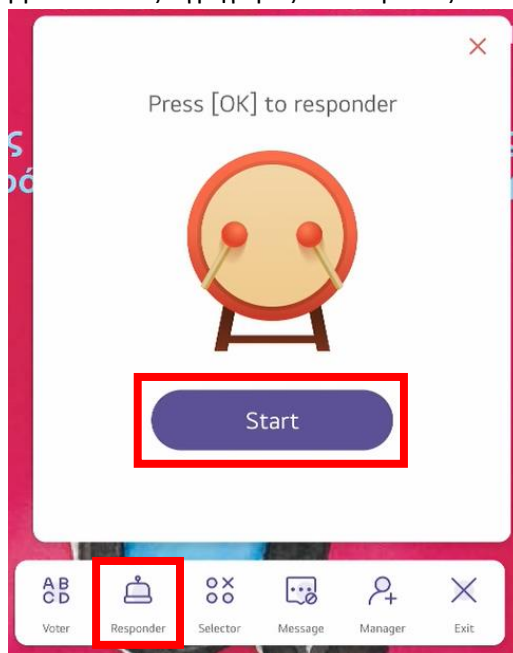 Press [OK] to responder
Start
A B
C D
Voter Responder Selector Message Manager Exit